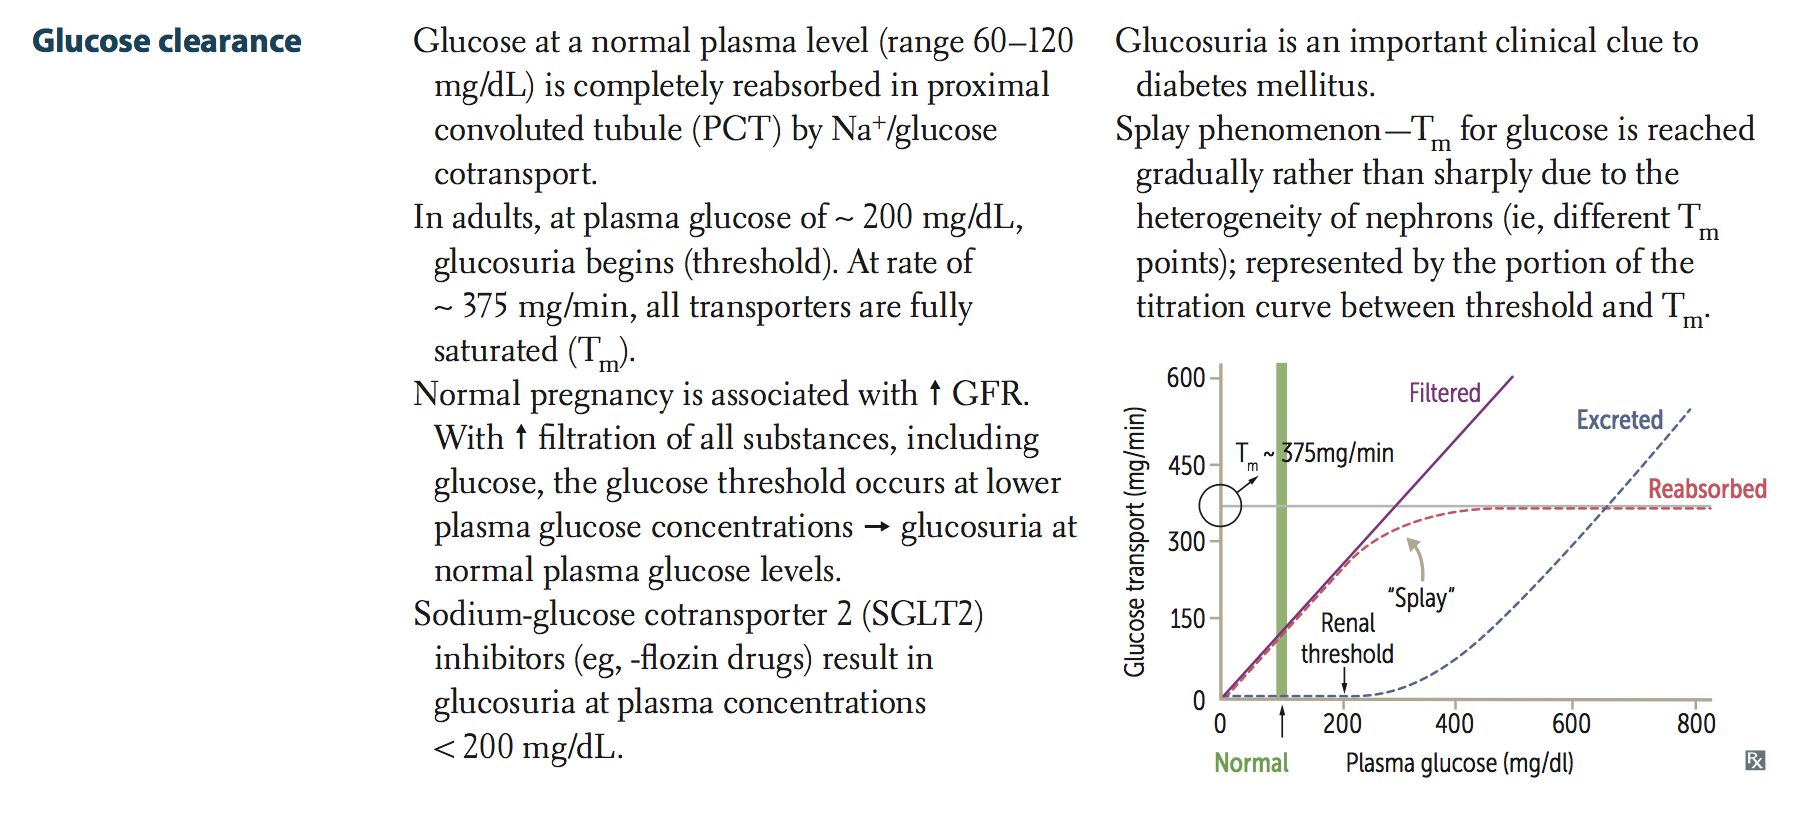 Glucose clearance
Glucose at a normal plasma level (range 60–120
mg/dL) is completely reabsorbed in proximal
convoluted tubule (PCT) by Na⁺/glucose
cotransport.
In adults, at plasma glucose of ~ 200 mg/dL,
glucosuria begins (threshold). At rate of
~ 375 mg/min, all transporters are fully
saturated (Tₘ).
Normal pregnancy is associated with ↑ GFR.
With ↑ filtration of all substances, including
glucose, the glucose threshold occurs at lower
plasma glucose concentrations → glucosuria at
normal plasma glucose levels.
Sodium-glucose cotransporter 2 (SGLT2)
inhibitors (eg, -flozin drugs) result in
glucosuria at plasma concentrations
< 200 mg/dL.
Glucosuria is an important clinical clue to
diabetes mellitus.
Splay phenomenon—Tₘ for glucose is reached
gradually rather than sharply due to the
heterogeneity of nephrons (ie, different Tₘ
points); represented by the portion of the
titration curve between threshold and Tₘ.
Glucose transport (mg/min)
600
450
300
150
0
Filtered
Excreted
Tₘ ~ 375mg/min
Reabsorbed
"Splay"
Renal
threshold
0
200
400
600
800
Normal
Plasma glucose (mg/dl)
Rx